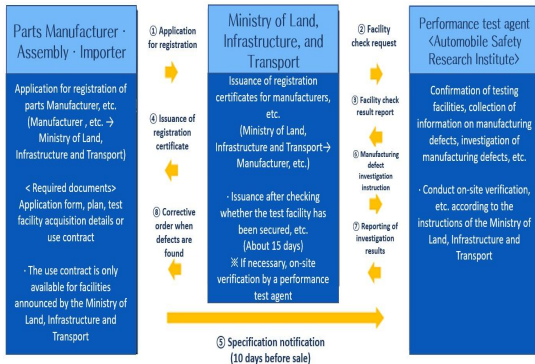 Parts Manufacturer ·
Assembly · Importer
Application for registration of
parts Manufacturer, etc.
(Manufacturer , etc. →
Ministry of Land,
Infrastructure and Transport)
< Required documents>
Application form, plan, test
facility acquisition details or
use contract
· The use contract is only
available for facilities
announced by the Ministry of
Land, Infrastructure and
Transport
① Application
for registration
④ Issuance of
registration
certificate
⑧ Corrective
order when
defects are
found
Ministry of Land,
Infrastructure, and
Transport
Issuance of registration
certificates for manufacturers,
etc.
(Ministry of Land,
Infrastructure and Transport→
Manufacturer, etc.)
· Issuance after checking
whether the test facility has
been secured, etc.
(About 15 days)
※ If necessary, on-site
verification by a performance
test agent
② Facility
check request
③ Facility check
result report
⑥ Manufacturing
defect
investigation
instruction
⑦ Reporting of
investigation
results
Performance test agent
<Automobile Safety
Research Institute>
Confirmation of testing
facilities, collection of
information on manufacturing
defects, investigation of
manufacturing defects, etc.
· Conduct on-site verification,
etc. according to the
instructions of the Ministry of
Land, Infrastructure and
Transport
⑤ Specification notification
(10 days before sale)